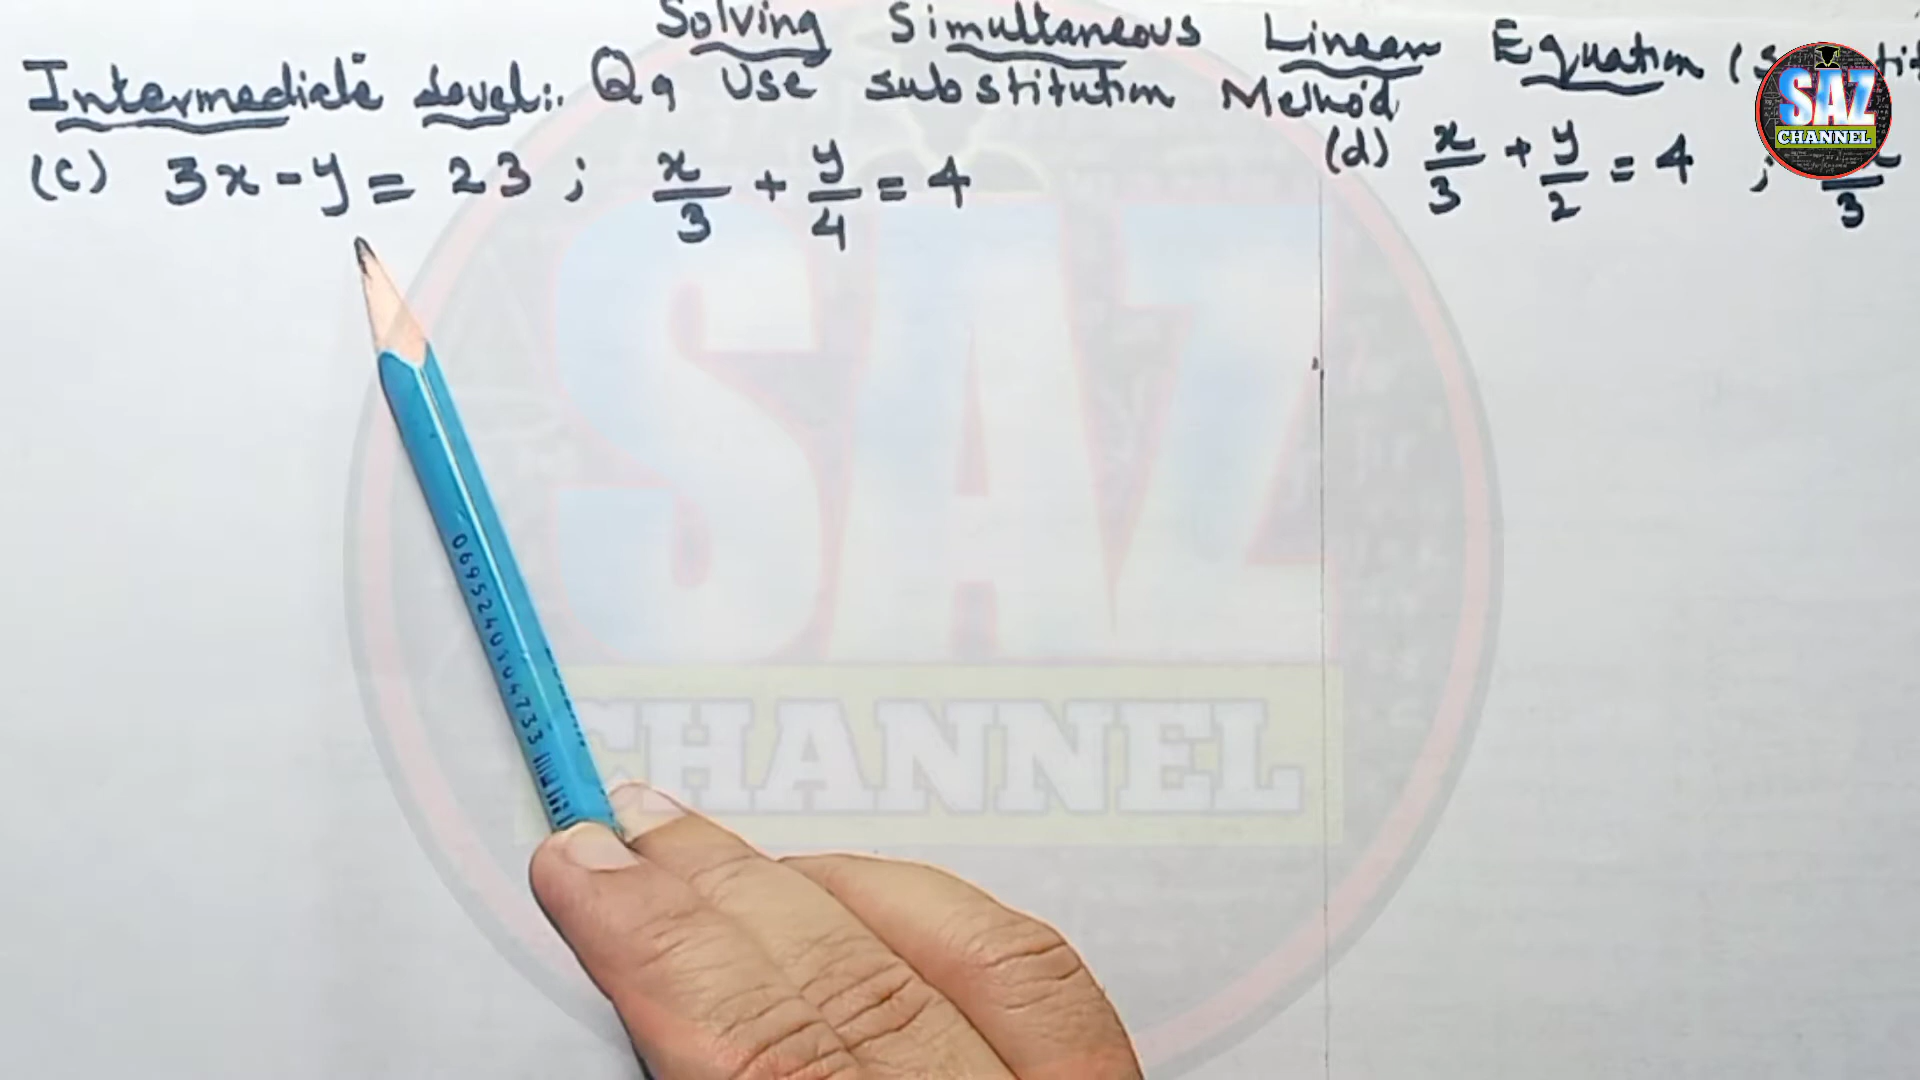 Solving Simultaneous Linear Equation (
Intermediate Level:. Q9 Use substitution Method
(c) 3x - y = 23 ; x/3 + y/4 = 4
(d) x/3 + y/2 = 4 ; /3
SAZ
CHANNEL
SAZ
CHANNEL